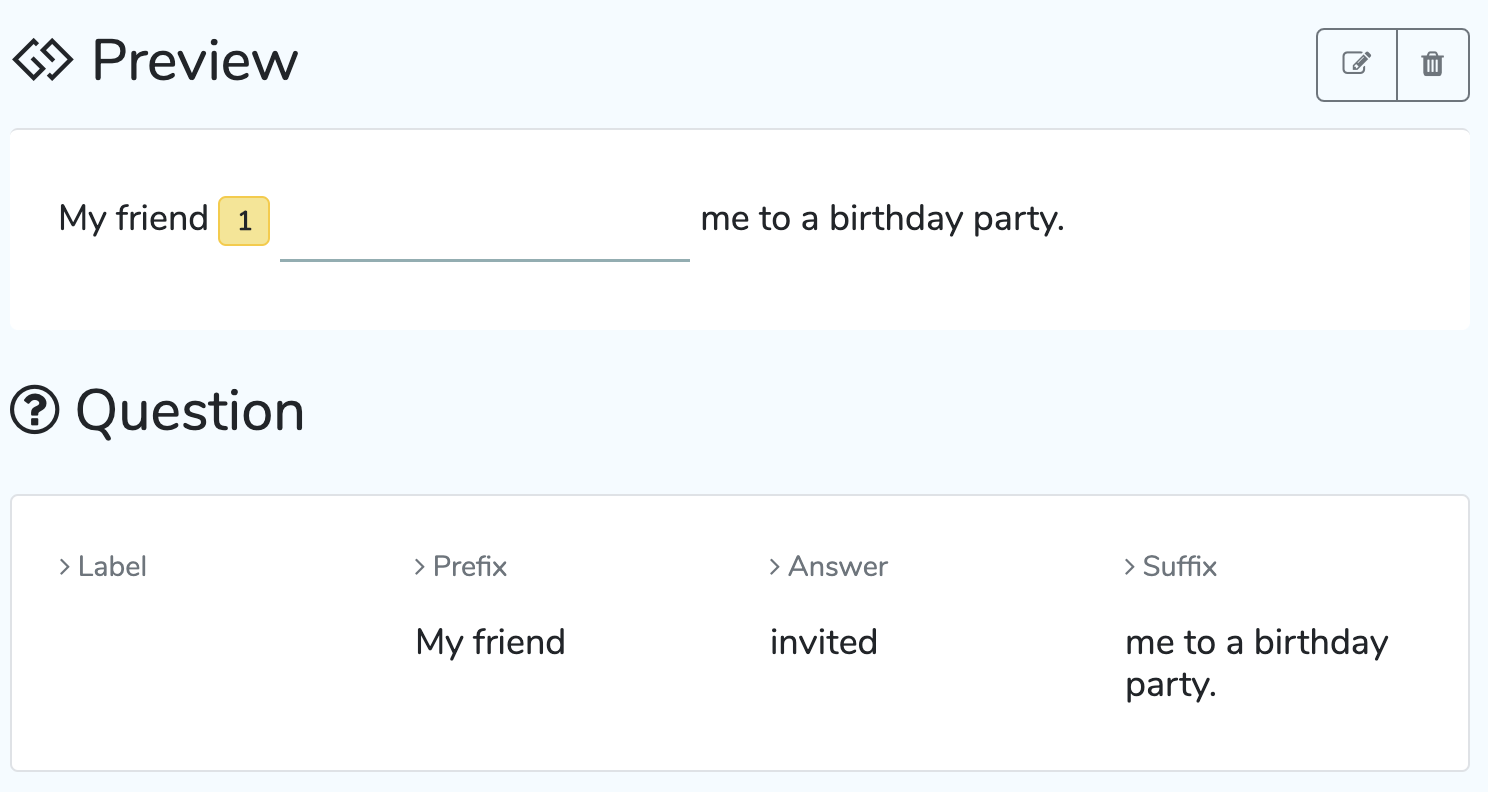 Preview
My friend 1 me to a birthday party.
Question
Label Prefix Answer Suffix
My friend invited me to a birthday
party.